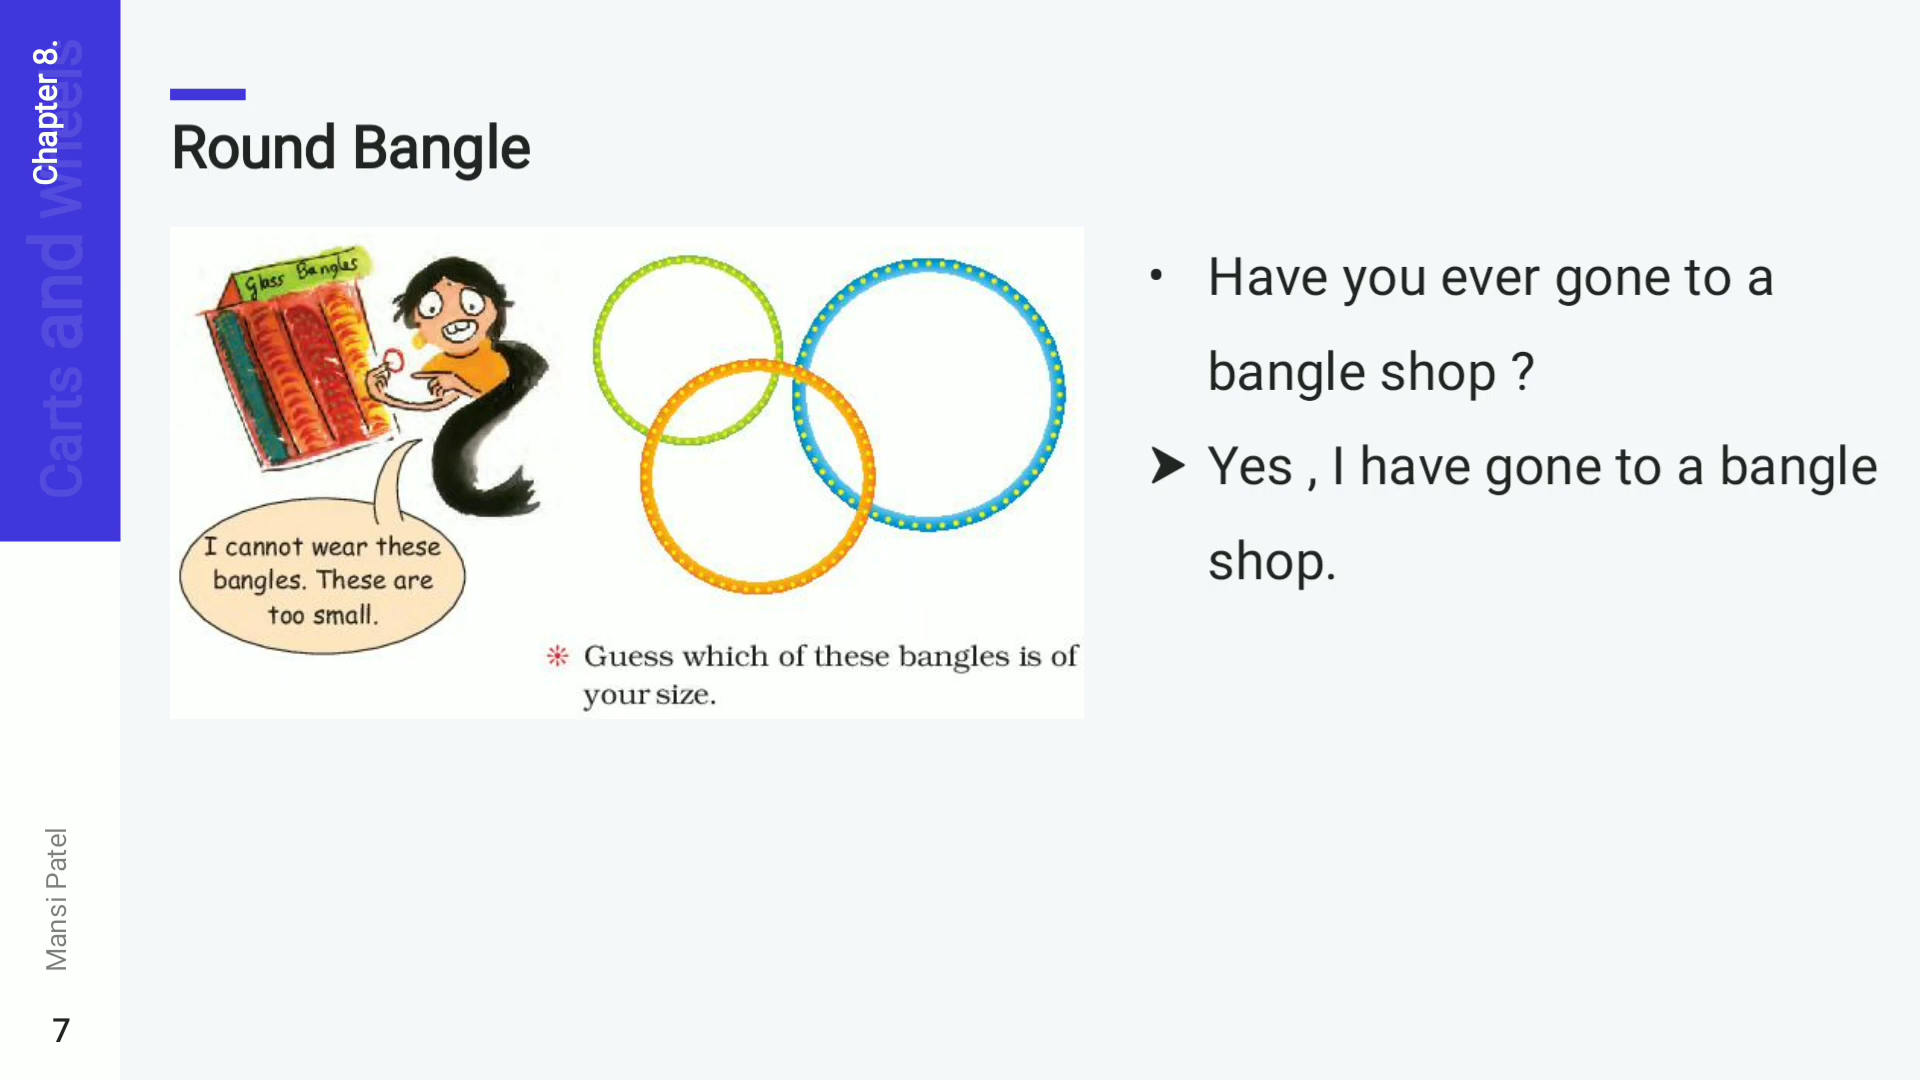 Chapter 8.
Carts and wheels
Round Bangle
Glass Bangles
I cannot wear these
bangles. These are
too small.
Guess which of these bangles is of
your size.
• Have you ever gone to a
bangle shop ?
➤ Yes , I have gone to a bangle
shop.
Mansi Patel
7